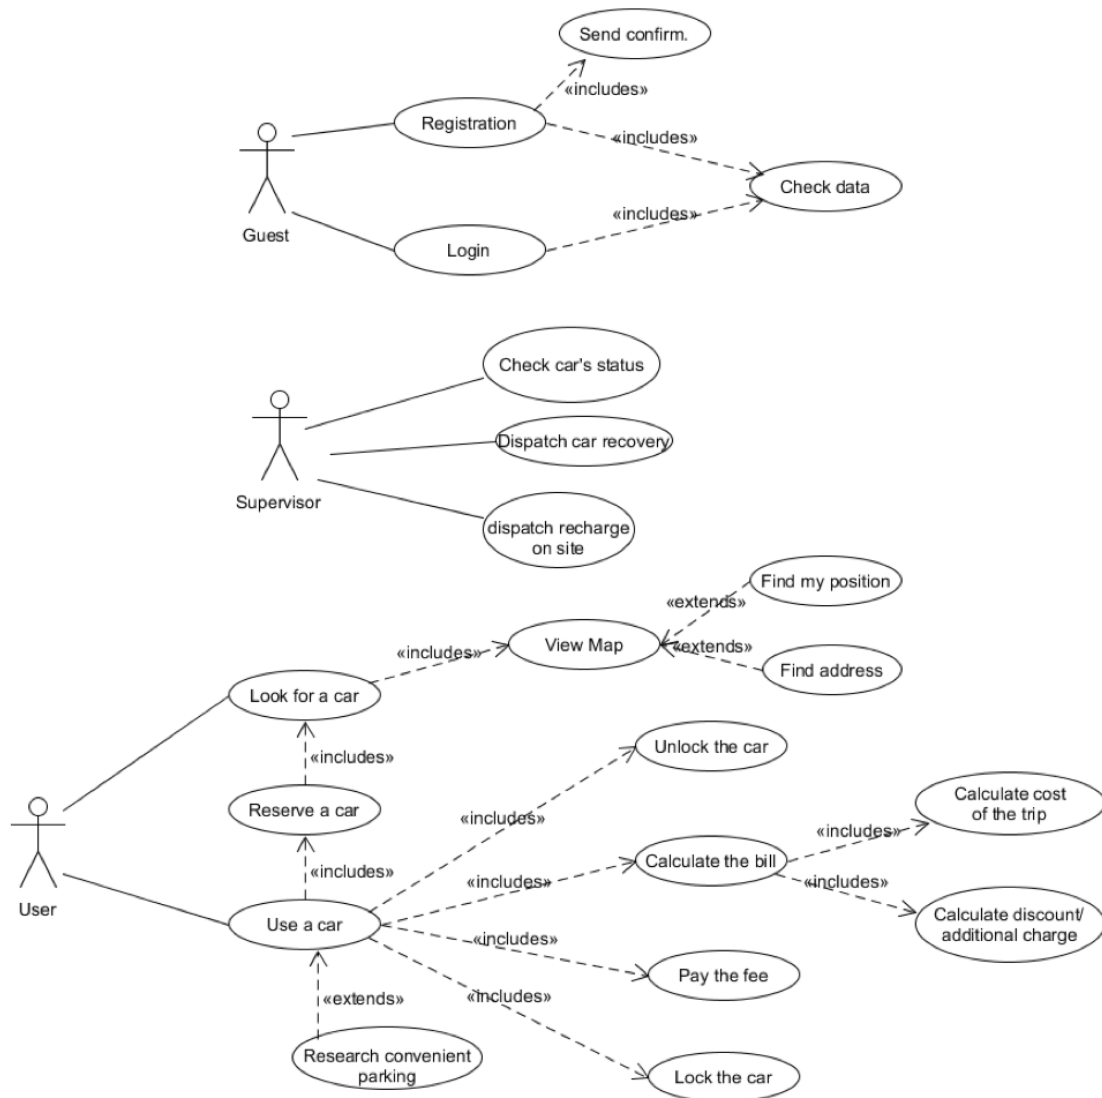 Send confirm.
«includes»
Registration
«includes»
Check data
«includes»
Guest
Login
Check car's status
Dispatch car recovery
Supervisor
dispatch recharge
on site
Find my position
«extends»
View Map
«includes»
«extends»
Find address
Look for a car
Unlock the car
«includes»
Calculate cost
of the trip
Reserve a car
«includes»
«includes»
Calculate the bill
«includes»
«includes»
«includes»
User
Use a car
Calculate discount/
additional charge
«includes»
Pay the fee
«extends»
«includes»
Research convenient
parking
Lock the car